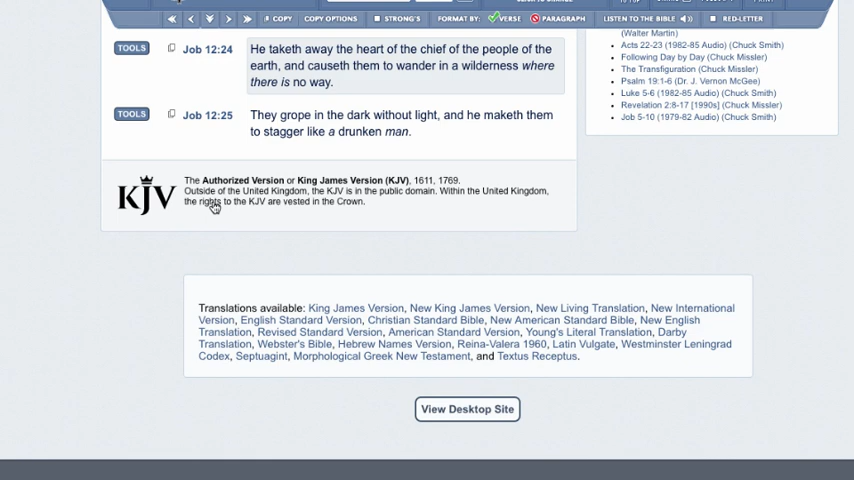 COPY COPY OPTIONS STRONG'S FORMAT BY: VERSE PARAGRAPH LISTEN TO THE BIBLE RED-LETTER
TOOLS Job 12:24 He taketh away the heart of the chief of the people of the
earth, and causeth them to wander in a wilderness where
there is no way.
TOOLS Job 12:25 They grope in the dark without light, and he maketh them
to stagger like a drunken man.
KJV
The Authorized Version or King James Version (KJV), 1611, 1769.
Outside of the United Kingdom, the KJV is in the public domain. Within the United Kingdom,
the rights to the KJV are vested in the Crown.
(Walter Martin)
Acts 22-23 (1982-85 Audio) (Chuck Smith)
Following Day by Day (Chuck Missler)
The Transfiguration (Chuck Missler)
Psalm 19:1-6 (Dr. J. Vernon McGee)
Luke 5-6 (1982-85 Audio) (Chuck Smith)
Revelation 2:8-17 [1990s] (Chuck Missler)
Job 5-10 (1979-82 Audio) (Chuck Smith)
Translations available: King James Version, New King James Version, New Living Translation, New International
Version, English Standard Version, Christian Standard Bible, New American Standard Bible, New English
Translation, Revised Standard Version, American Standard Version, Young's Literal Translation, Darby
Translation, Webster's Bible, Hebrew Names Version, Reina-Valera 1960, Latin Vulgate, Westminster Leningrad
Codex, Septuagint, Morphological Greek New Testament, and Textus Receptus.
View Desktop Site